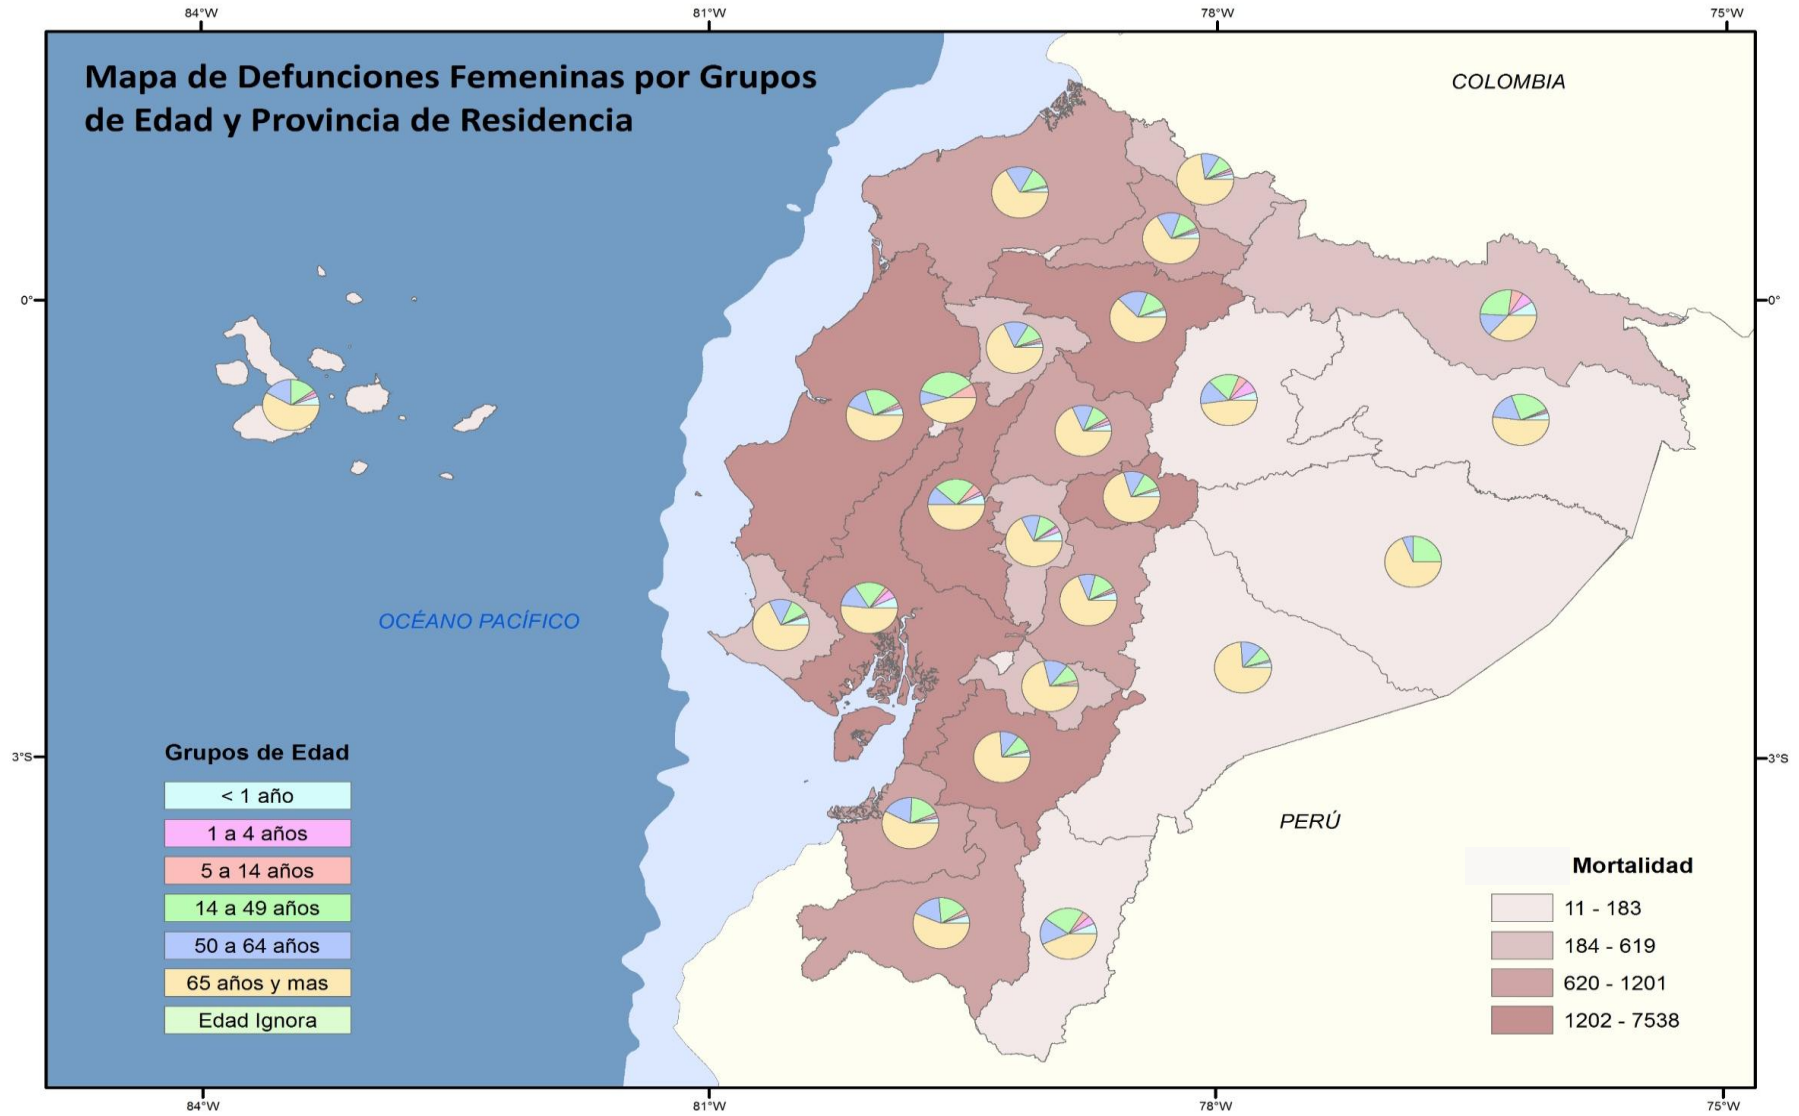 84°W
81°W
78°W
75°W
Mapa de Defunciones Femeninas por Grupos
de Edad y Provincia de Residencia
COLOMBIA
0°
0°
OCÉANO PACÍFICO
3°S
3°S
PERÚ
Grupos de Edad
< 1 año
1 a 4 años
5 a 14 años
14 a 49 años
50 a 64 años
65 años y mas
Edad Ignora
Mortalidad
11 - 183
184 - 619
620 - 1201
1202 - 7538
84°W
81°W
78°W
75°W